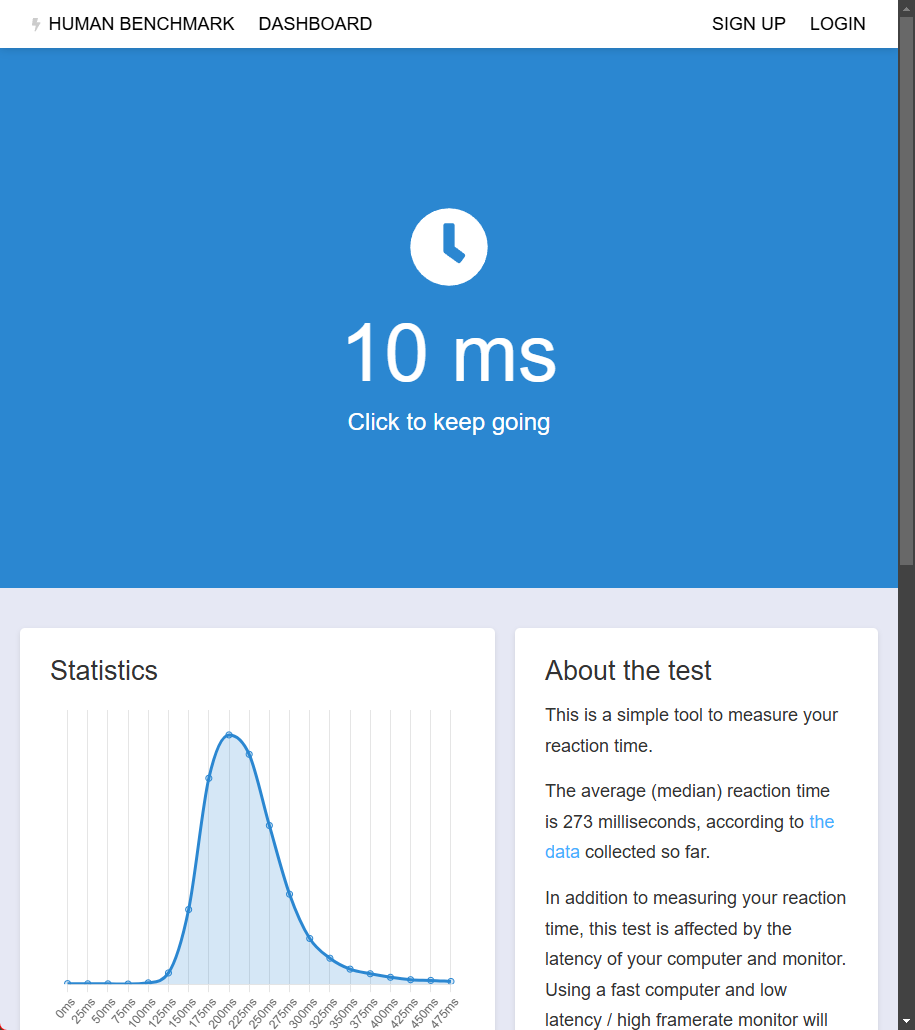 HUMAN BENCHMARK DASHBOARD SIGN UP LOGIN
10 ms
Click to keep going
Statistics
0ms 25ms 50ms 75ms 100ms 125ms 150ms 175ms 200ms 225ms 250ms 275ms 300ms 325ms 350ms 375ms 400ms 425ms 450ms 475ms
About the test
This is a simple tool to measure your
reaction time.
The average (median) reaction time
is 273 milliseconds, according to the
data collected so far.
In addition to measuring your reaction
time, this test is affected by the
latency of your computer and monitor.
Using a fast computer and low
latency / high framerate monitor will